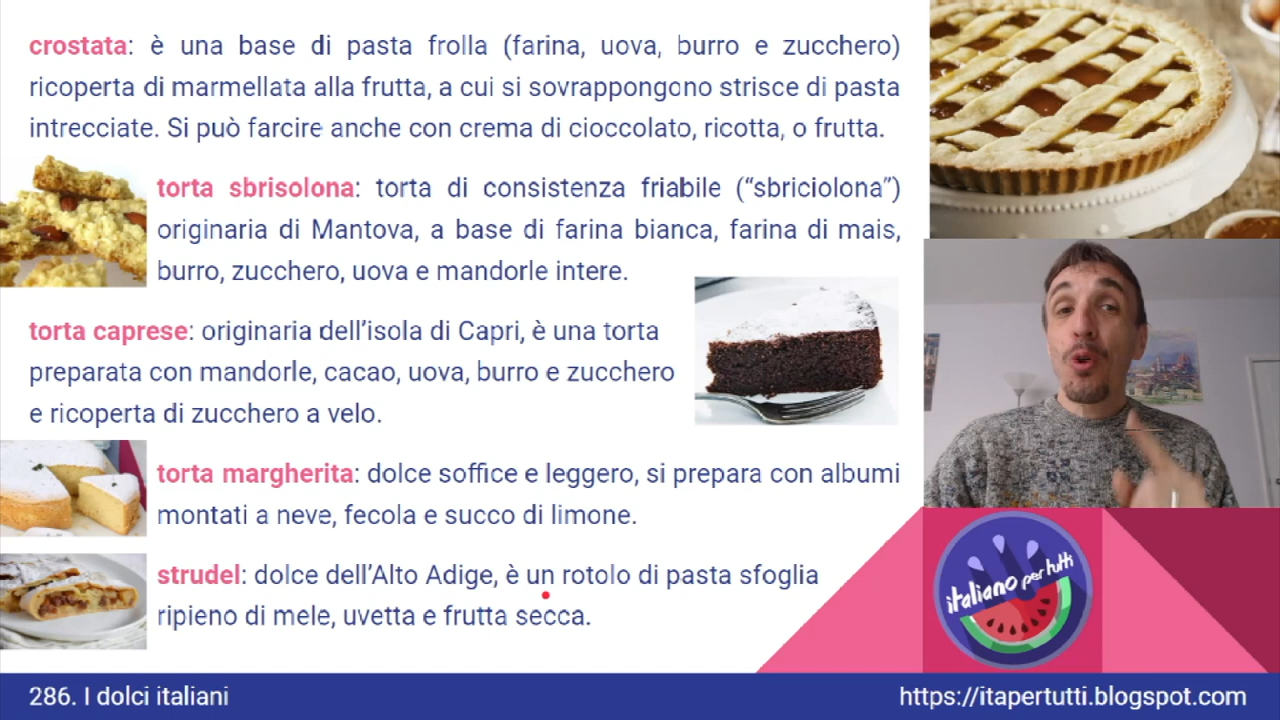 crostata: è una base di pasta frolla (farina, uova, burro e zucchero)
ricoperta di marmellata alla frutta, a cui si sovrappongono strisce di pasta
intrecciate. Si può farcire anche con crema di cioccolato, ricotta, o frutta.
torta sbrisolona: torta di consistenza friabile (“sbriciolona”)
originaria di Mantova, a base di farina bianca, farina di mais,
burro, zucchero, uova e mandorle intere.
torta caprese: originaria dell’isola di Capri, è una torta
preparata con mandorle, cacao, uova, burro e zucchero
e ricoperta di zucchero a velo.
torta margherita: dolce soffice e leggero, si prepara con albumi
montati a neve, fecola e succo di limone.
strudel: dolce dell’Alto Adige, è un rotolo di pasta sfoglia
ripieno di mele, uvetta e frutta secca.
italiano per tutti
286. I dolci italiani
https://itapertutti.blogspot.com